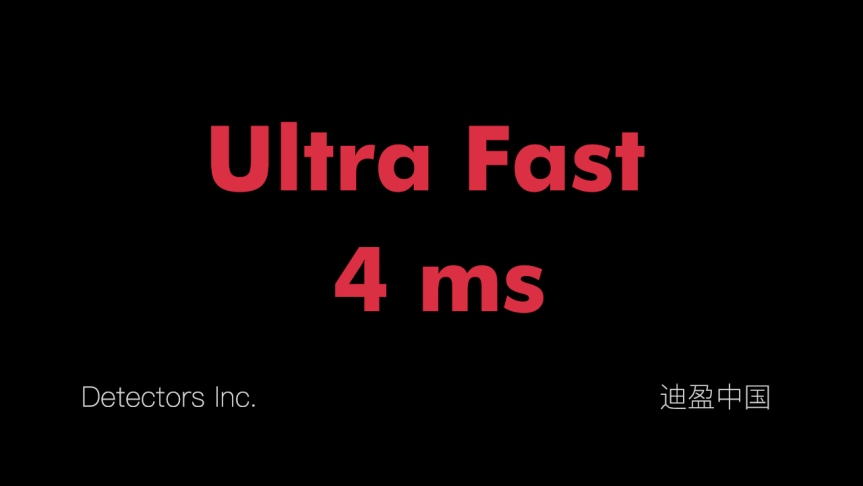 Ultra Fast
4 ms
Detectors Inc.
迪盈中国